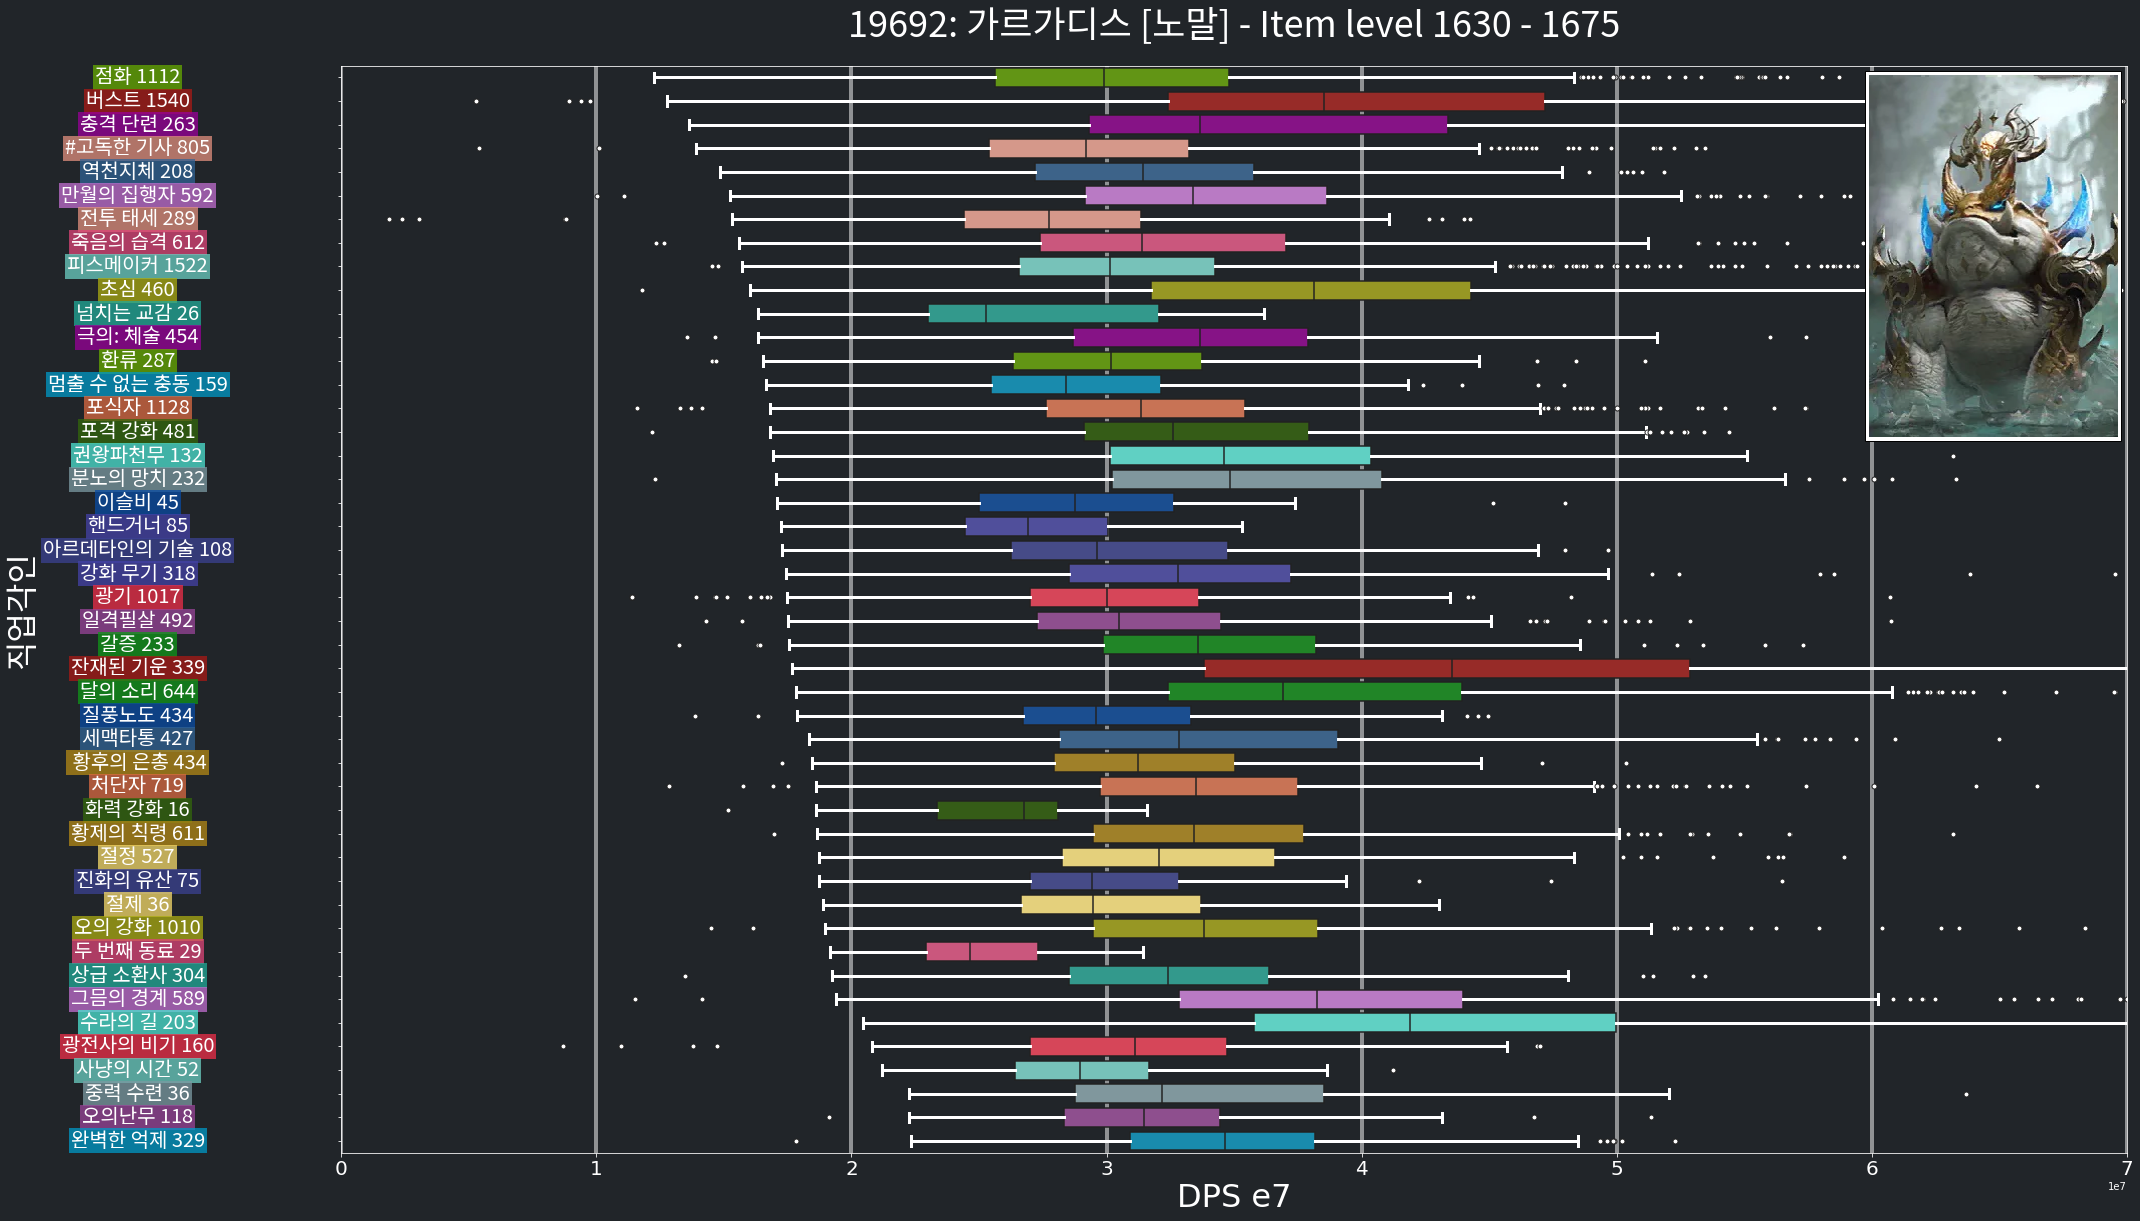 19692: 가르가디스 [노말] - Item level 1630 - 1675
점화 1112
버스트 1540
충격 단련 263
#고독한 기사 805
역천지체 208
만월의 집행자 592
전투 태세 289
죽음의 습격 612
피스메이커 1522
초심 460
넘치는 교감 26
극의: 체술 454
환류 287
멈출 수 없는 충동 159
포식자 1128
포격 강화 481
권왕파천무 132
분노의 망치 232
이슬비 45
핸드거너 85
아르데타인의 기술 108
강화 무기 318
광기 1017
일격필살 492
갈증 233
잔재된 기운 339
달의 소리 644
질풍노도 434
세맥타통 427
황후의 은총 434
처단자 719
화력 강화 16
황제의 칙령 611
절정 527
진화의 유산 75
절제 36
오의 강화 1010
두 번째 동료 29
상급 소환사 304
그믐의 경계 589
수라의 길 203
광전사의 비기 160
사냥의 시간 52
중력 수련 36
오의난무 118
완벽한 억제 329
직업각인
0 1 2 3 4 5 6 7
DPS e7
1e7